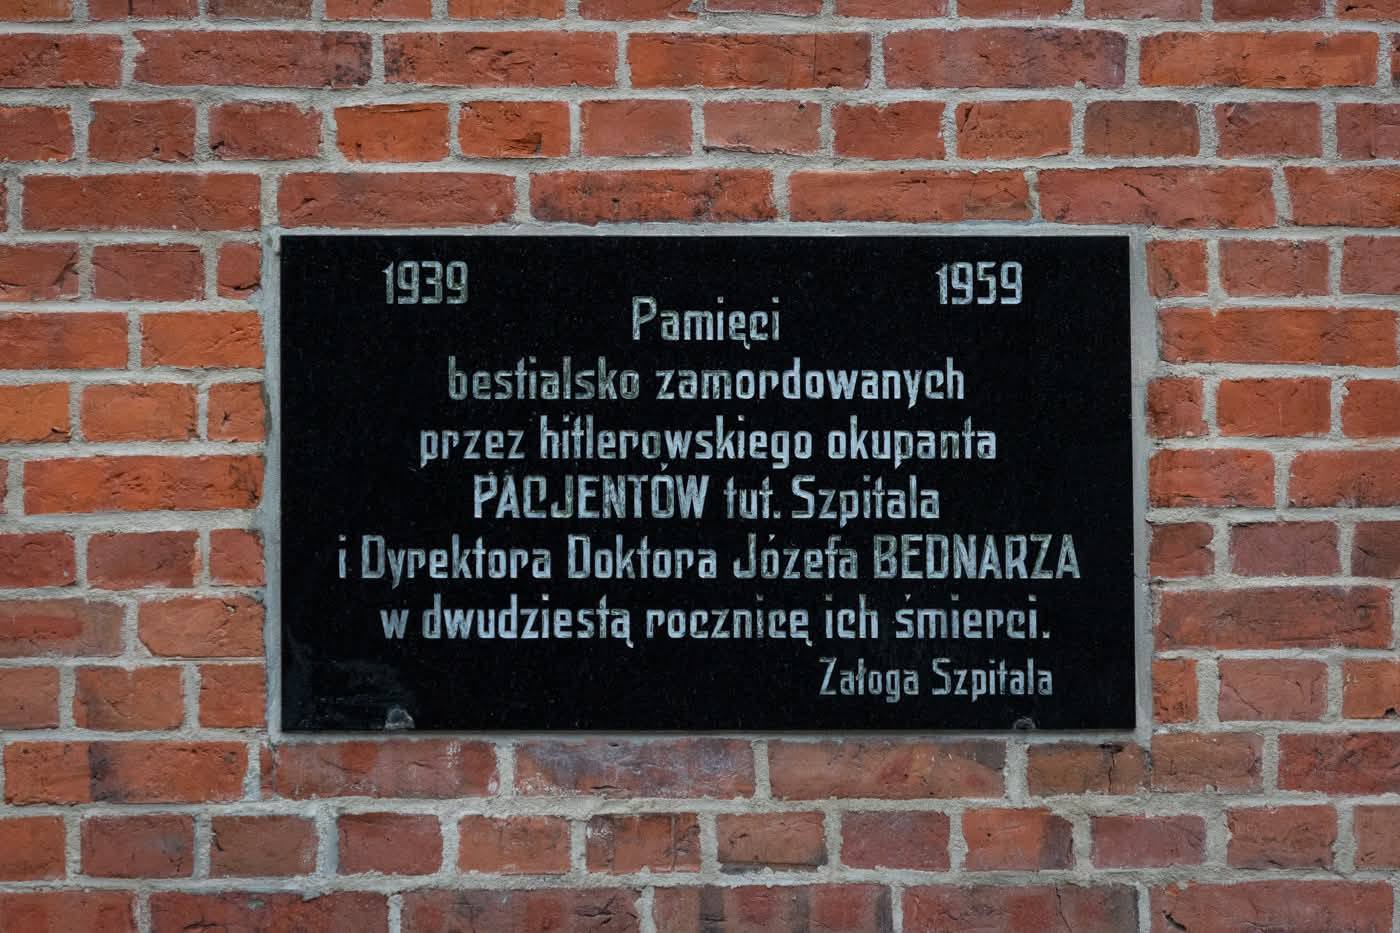 1939 1959
Pamięci
bestialsko zamordowanych
przez hitlerowskiego okupanta
PACJENTÓW tut. Szpitala
i Dyrektora Doktora Józefa BEDNARZA
w dwudziestą rocznicę ich śmierci.
Załoga Szpitala